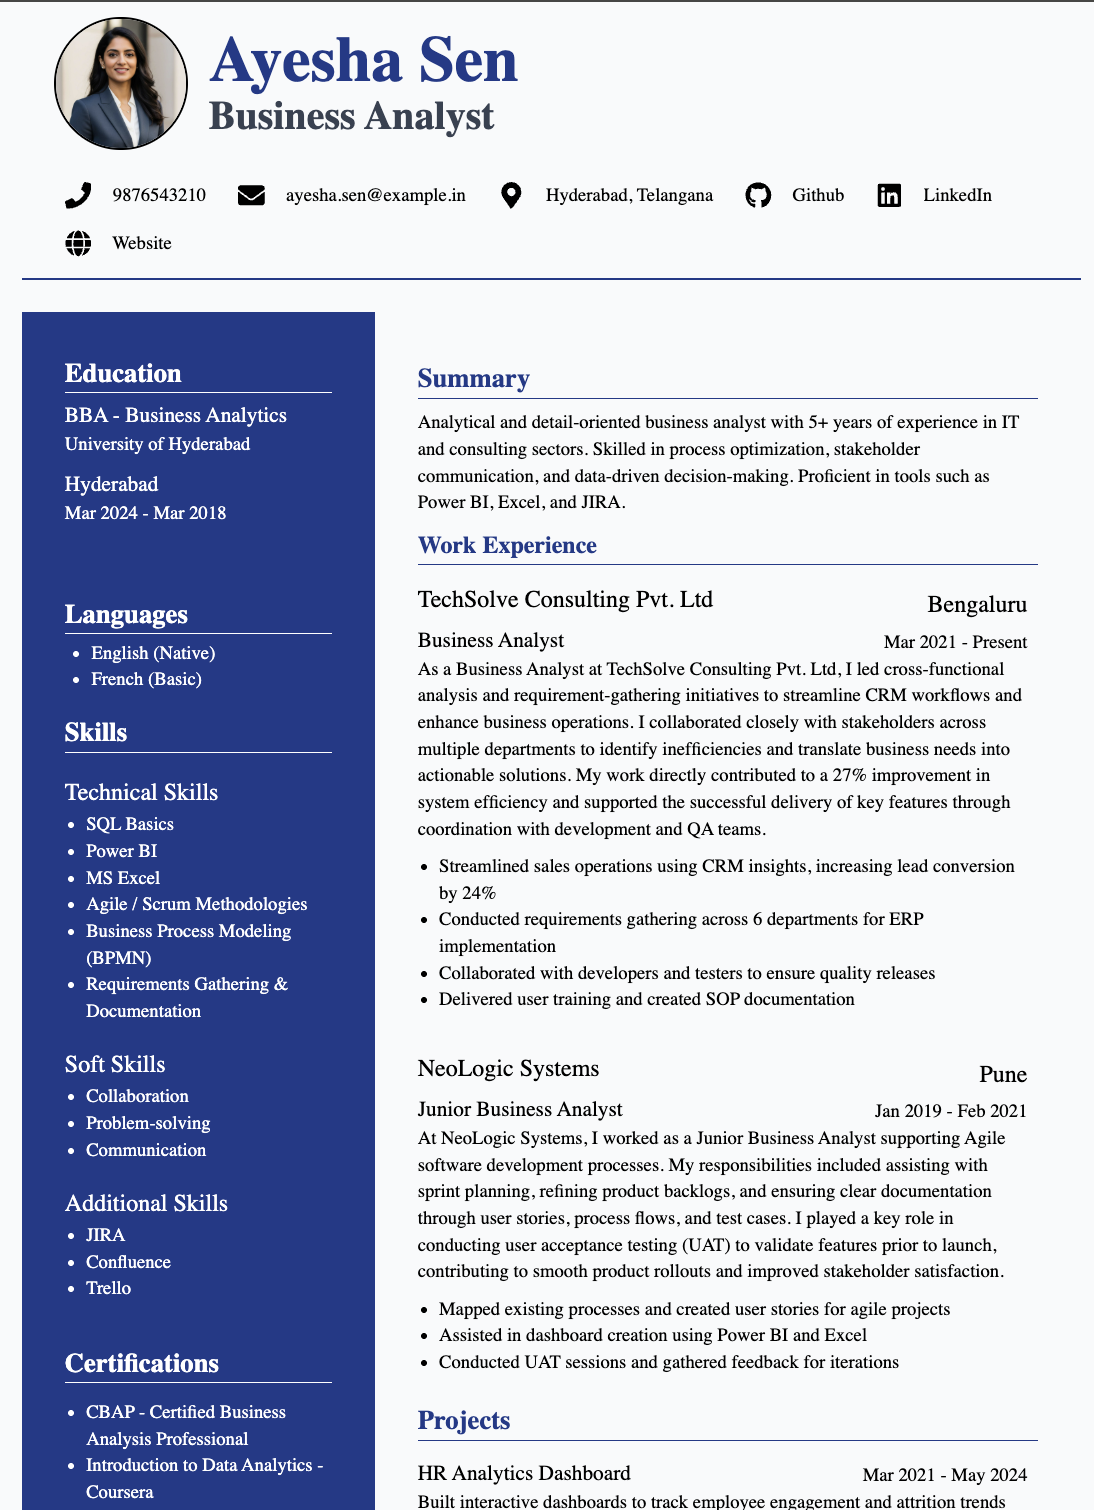 Ayesha Sen
Business Analyst
9876543210
ayesha.sen@example.in
Hyderabad, Telangana
Github
LinkedIn
Website
Education
BBA - Business Analytics
University of Hyderabad
Hyderabad
Mar 2024 - Mar 2018
Languages
• English (Native)
• French (Basic)
Skills
Technical Skills
• SQL Basics
• Power BI
• MS Excel
• Agile / Scrum Methodologies
• Business Process Modeling
(BPMN)
• Requirements Gathering &
Documentation
Soft Skills
• Collaboration
• Problem-solving
• Communication
Additional Skills
• JIRA
• Confluence
• Trello
Certifications
• CBAP - Certified Business
Analysis Professional
• Introduction to Data Analytics -
Coursera
Summary
Analytical and detail-oriented business analyst with 5+ years of experience in IT
and consulting sectors. Skilled in process optimization, stakeholder
communication, and data-driven decision-making. Proficient in tools such as
Power BI, Excel, and JIRA.
Work Experience
TechSolve Consulting Pvt. Ltd
Bengaluru
Business Analyst
Mar 2021 - Present
As a Business Analyst at TechSolve Consulting Pvt. Ltd, I led cross-functional
analysis and requirement-gathering initiatives to streamline CRM workflows and
enhance business operations. I collaborated closely with stakeholders across
multiple departments to identify inefficiencies and translate business needs into
actionable solutions. My work directly contributed to a 27% improvement in
system efficiency and supported the successful delivery of key features through
coordination with development and QA teams.
• Streamlined sales operations using CRM insights, increasing lead conversion
by 24%
• Conducted requirements gathering across 6 departments for ERP
implementation
• Collaborated with developers and testers to ensure quality releases
• Delivered user training and created SOP documentation
NeoLogic Systems
Pune
Junior Business Analyst
Jan 2019 - Feb 2021
At NeoLogic Systems, I worked as a Junior Business Analyst supporting Agile
software development processes. My responsibilities included assisting with
sprint planning, refining product backlogs, and ensuring clear documentation
through user stories, process flows, and test cases. I played a key role in
conducting user acceptance testing (UAT) to validate features prior to launch,
contributing to smooth product rollouts and improved stakeholder satisfaction.
• Mapped existing processes and created user stories for agile projects
• Assisted in dashboard creation using Power BI and Excel
• Conducted UAT sessions and gathered feedback for iterations
Projects
HR Analytics Dashboard
Mar 2021 - May 2024
Built interactive dashboards to track employee engagement and attrition trends